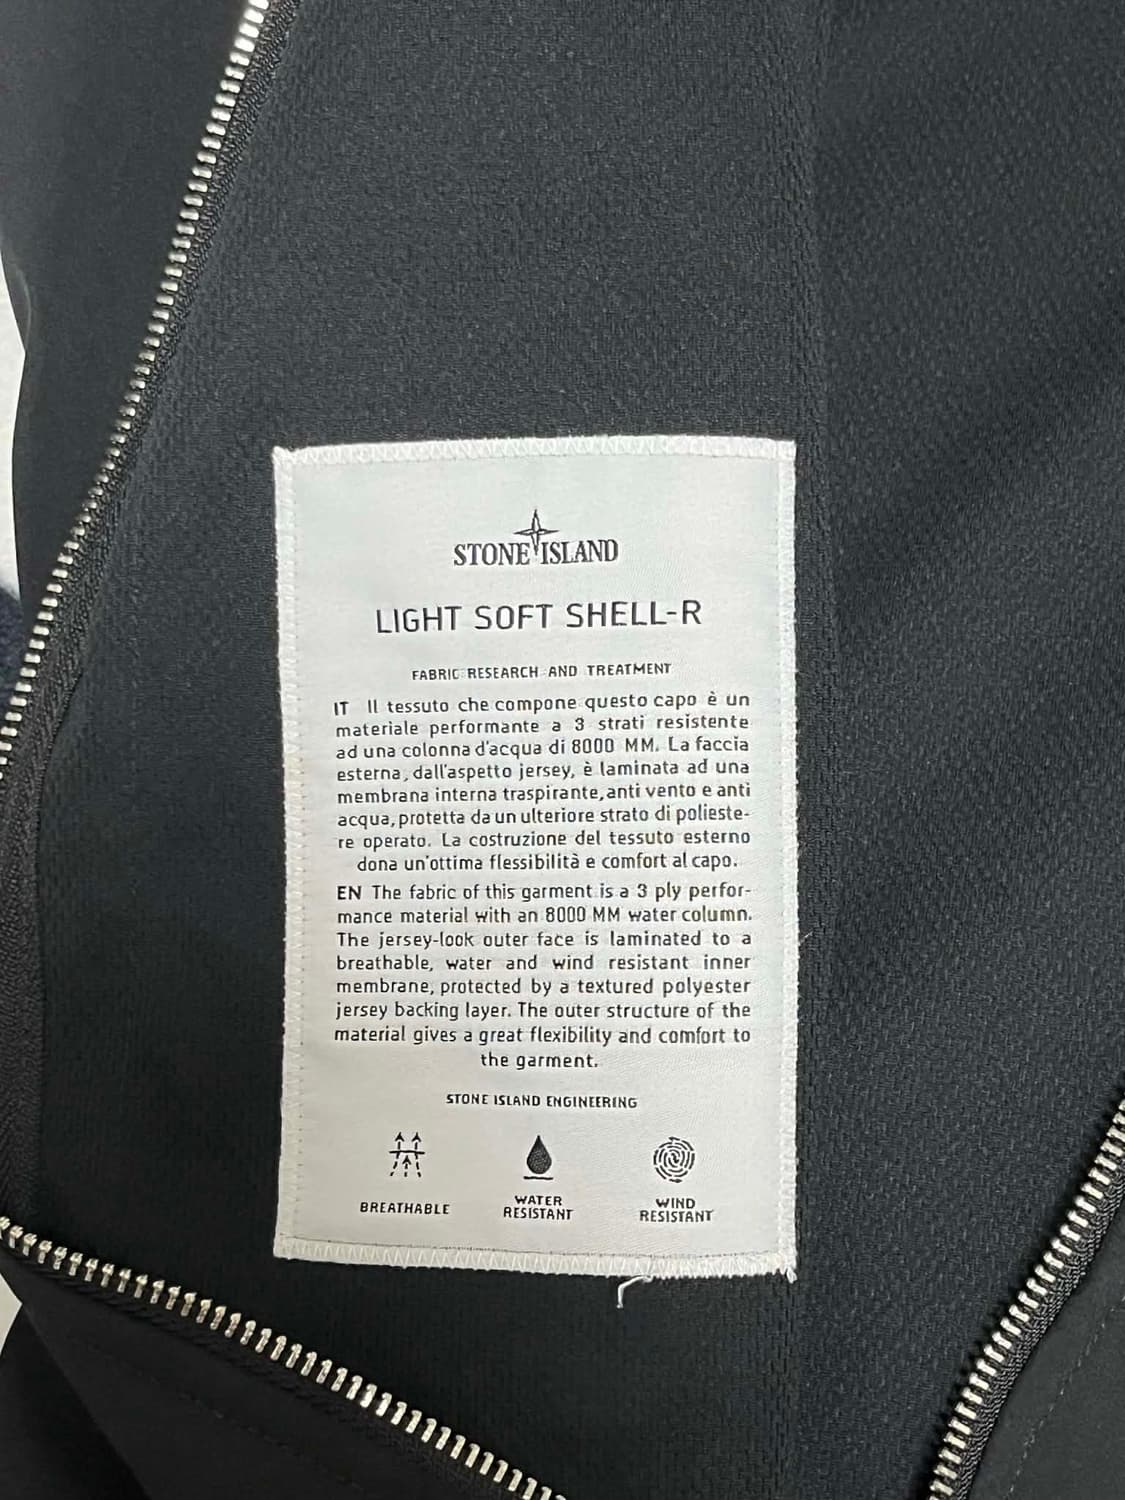 STONE ISLAND
LIGHT SOFT SHELL-R
FABRIC RESEARCH AND TREATMENT
IT Il tessuto che compone questo capo è un
materiale performante a 3 strati resistente
ad una colonna d'acqua di 8000 MM. La faccia
esterna, dall'aspetto jersey, è laminata ad una
membrana interna traspirante, anti vento e anti
acqua, protetta da un ulteriore strato di polieste-
re operato. La costruzione del tessuto esterno
dona un'ottima flessibilità e comfort al capo.
EN The fabric of this garment is a 3 ply perfor-
mance material with an 8000 MM water column.
The jersey-look outer face is laminated to a
breathable, water and wind resistant inner
membrane, protected by a textured polyester
jersey backing layer. The outer structure of the
material gives a great flexibility and comfort to
the garment.
STONE ISLAND ENGINEERING
BREATHABLE
WATER
RESISTANT
WIND
RESISTANT